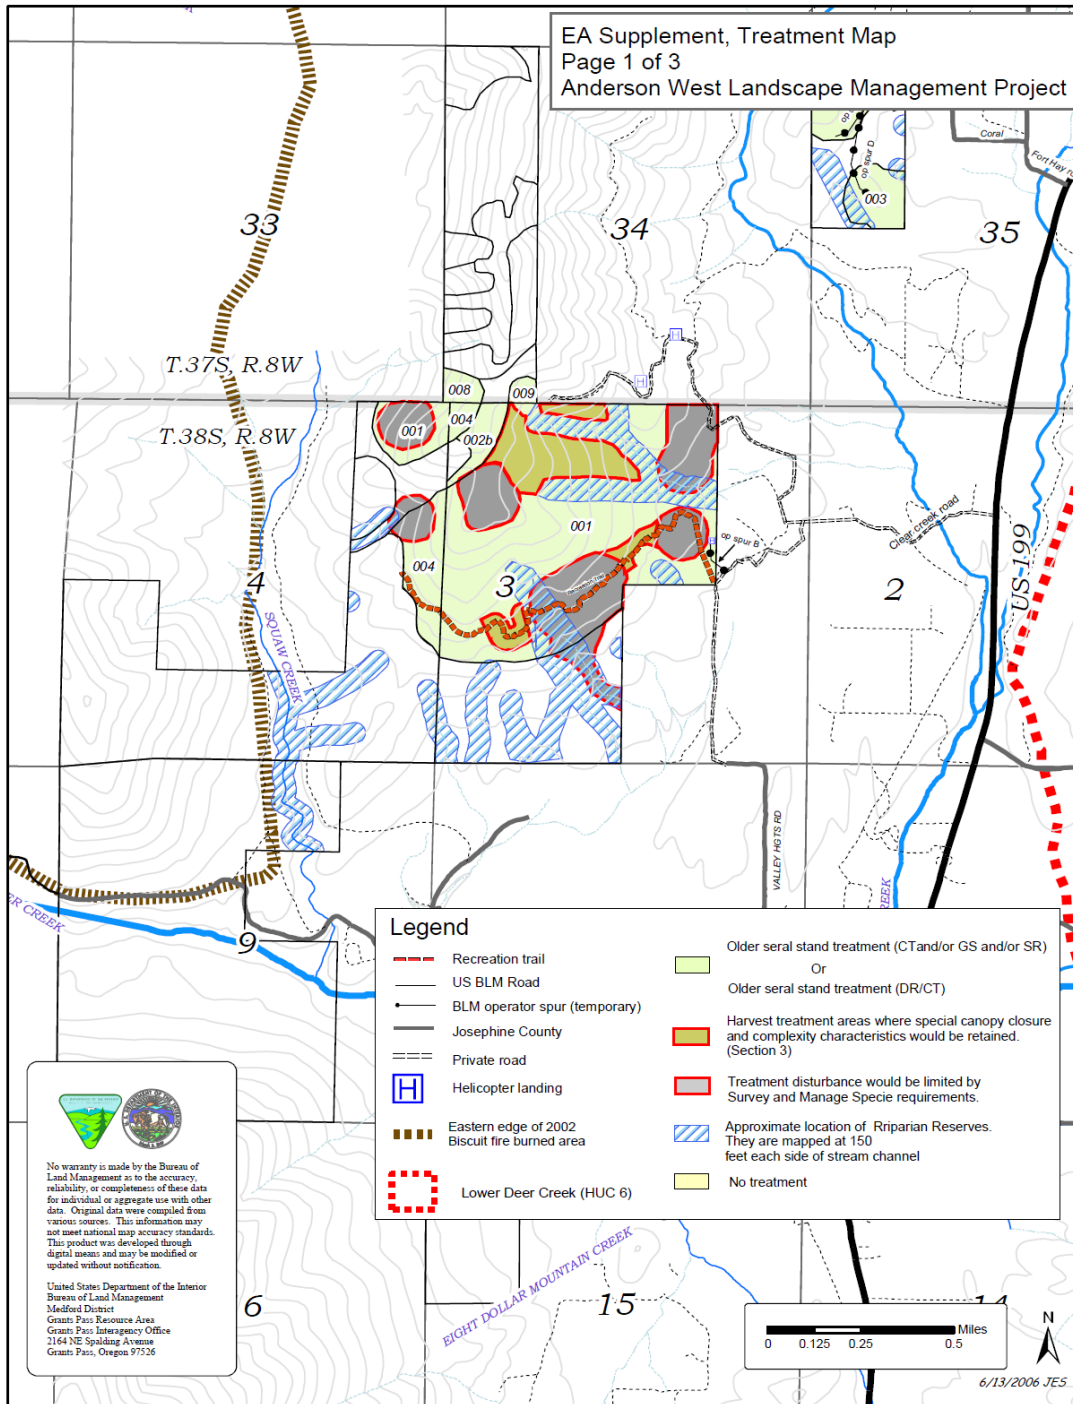 EA Supplement, Treatment Map
Page 1 of 3
Anderson West Landscape Management Project
Coral
Fort Hay r
op spur D
003
33
34
35
T.37S, R.8W
T.38S, R.8W
008
009
004
001
002b
001
004
3
Recreation Trail
op spur B
H
H
H
Clear creek road
US-199
4
2
SQUAW CREEK
VALLEY HGTS RD
CREEK
ER CREEK
9
Legend
Recreation trail
US BLM Road
BLM operator spur (temporary)
Josephine County
Private road
H
Helicopter landing
Eastern edge of 2002
Biscuit fire burned area
Lower Deer Creek (HUC 6)
Older seral stand treatment (CTand/or GS and/or SR)
Or
Older seral stand treatment (DR/CT)
Harvest treatment areas where special canopy closure
and complexity characteristics would be retained.
(Section 3)
Treatment disturbance would be limited by
Survey and Manage Specie requirements.
Approximate location of Rriparian Reserves.
They are mapped at 150
feet each side of stream channel
No treatment
No warranty is made by the Bureau of
Land Management as to the accuracy,
reliability, or completeness of these data
for individual or aggregate use with other
data. Original data were compiled from
various sources. This information may
not meet national map accuracy standards.
This product was developed through
digital means and may be modified or
updated without notification.
United States Department of the Interior
Bureau of Land Management
Medford District
Grants Pass Resource Area
Grants Pass Interagency Office
2164 NE Spalding Avenue
Grants Pass, Oregon 97526
6
EIGHT DOLLAR MOUNTAIN CREEK
15
14
Miles
0 0.125 0.25 0.5
N
6/13/2006 JES